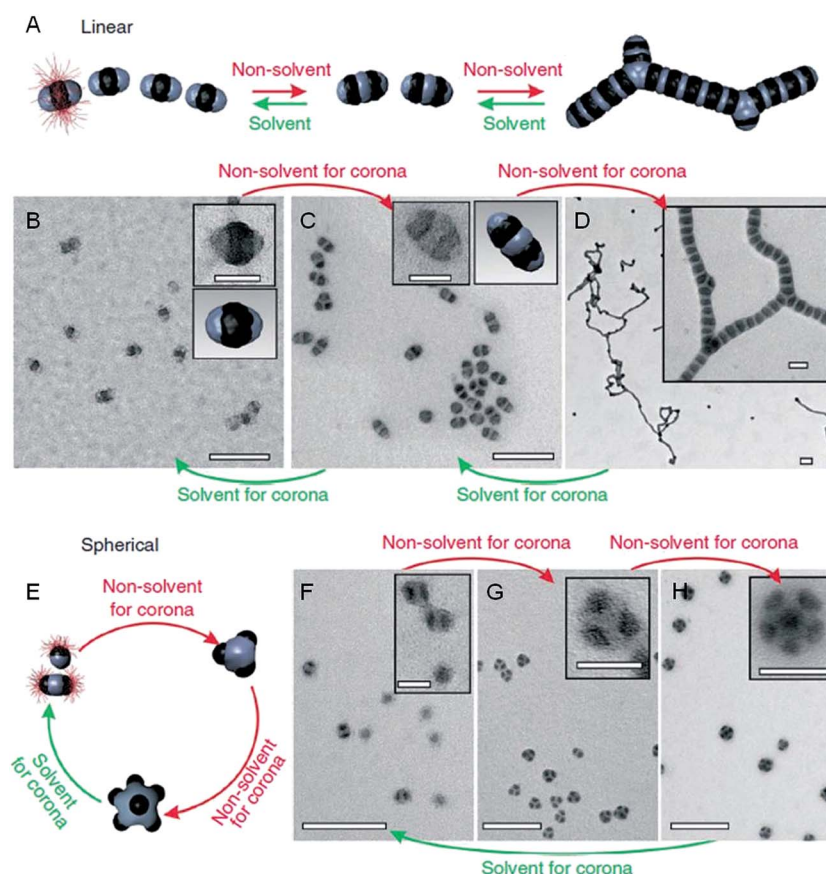 A
Linear
Non-solvent
Solvent
Non-solvent
Solvent
Non-solvent for corona
Non-solvent for corona
B
C
D
Solvent for corona
Solvent for corona
Spherical
Non-solvent for corona
Non-solvent for corona
E
Non-solvent
for corona
Solvent
for corona
Non-solvent
for corona
F
G
H
Solvent for corona